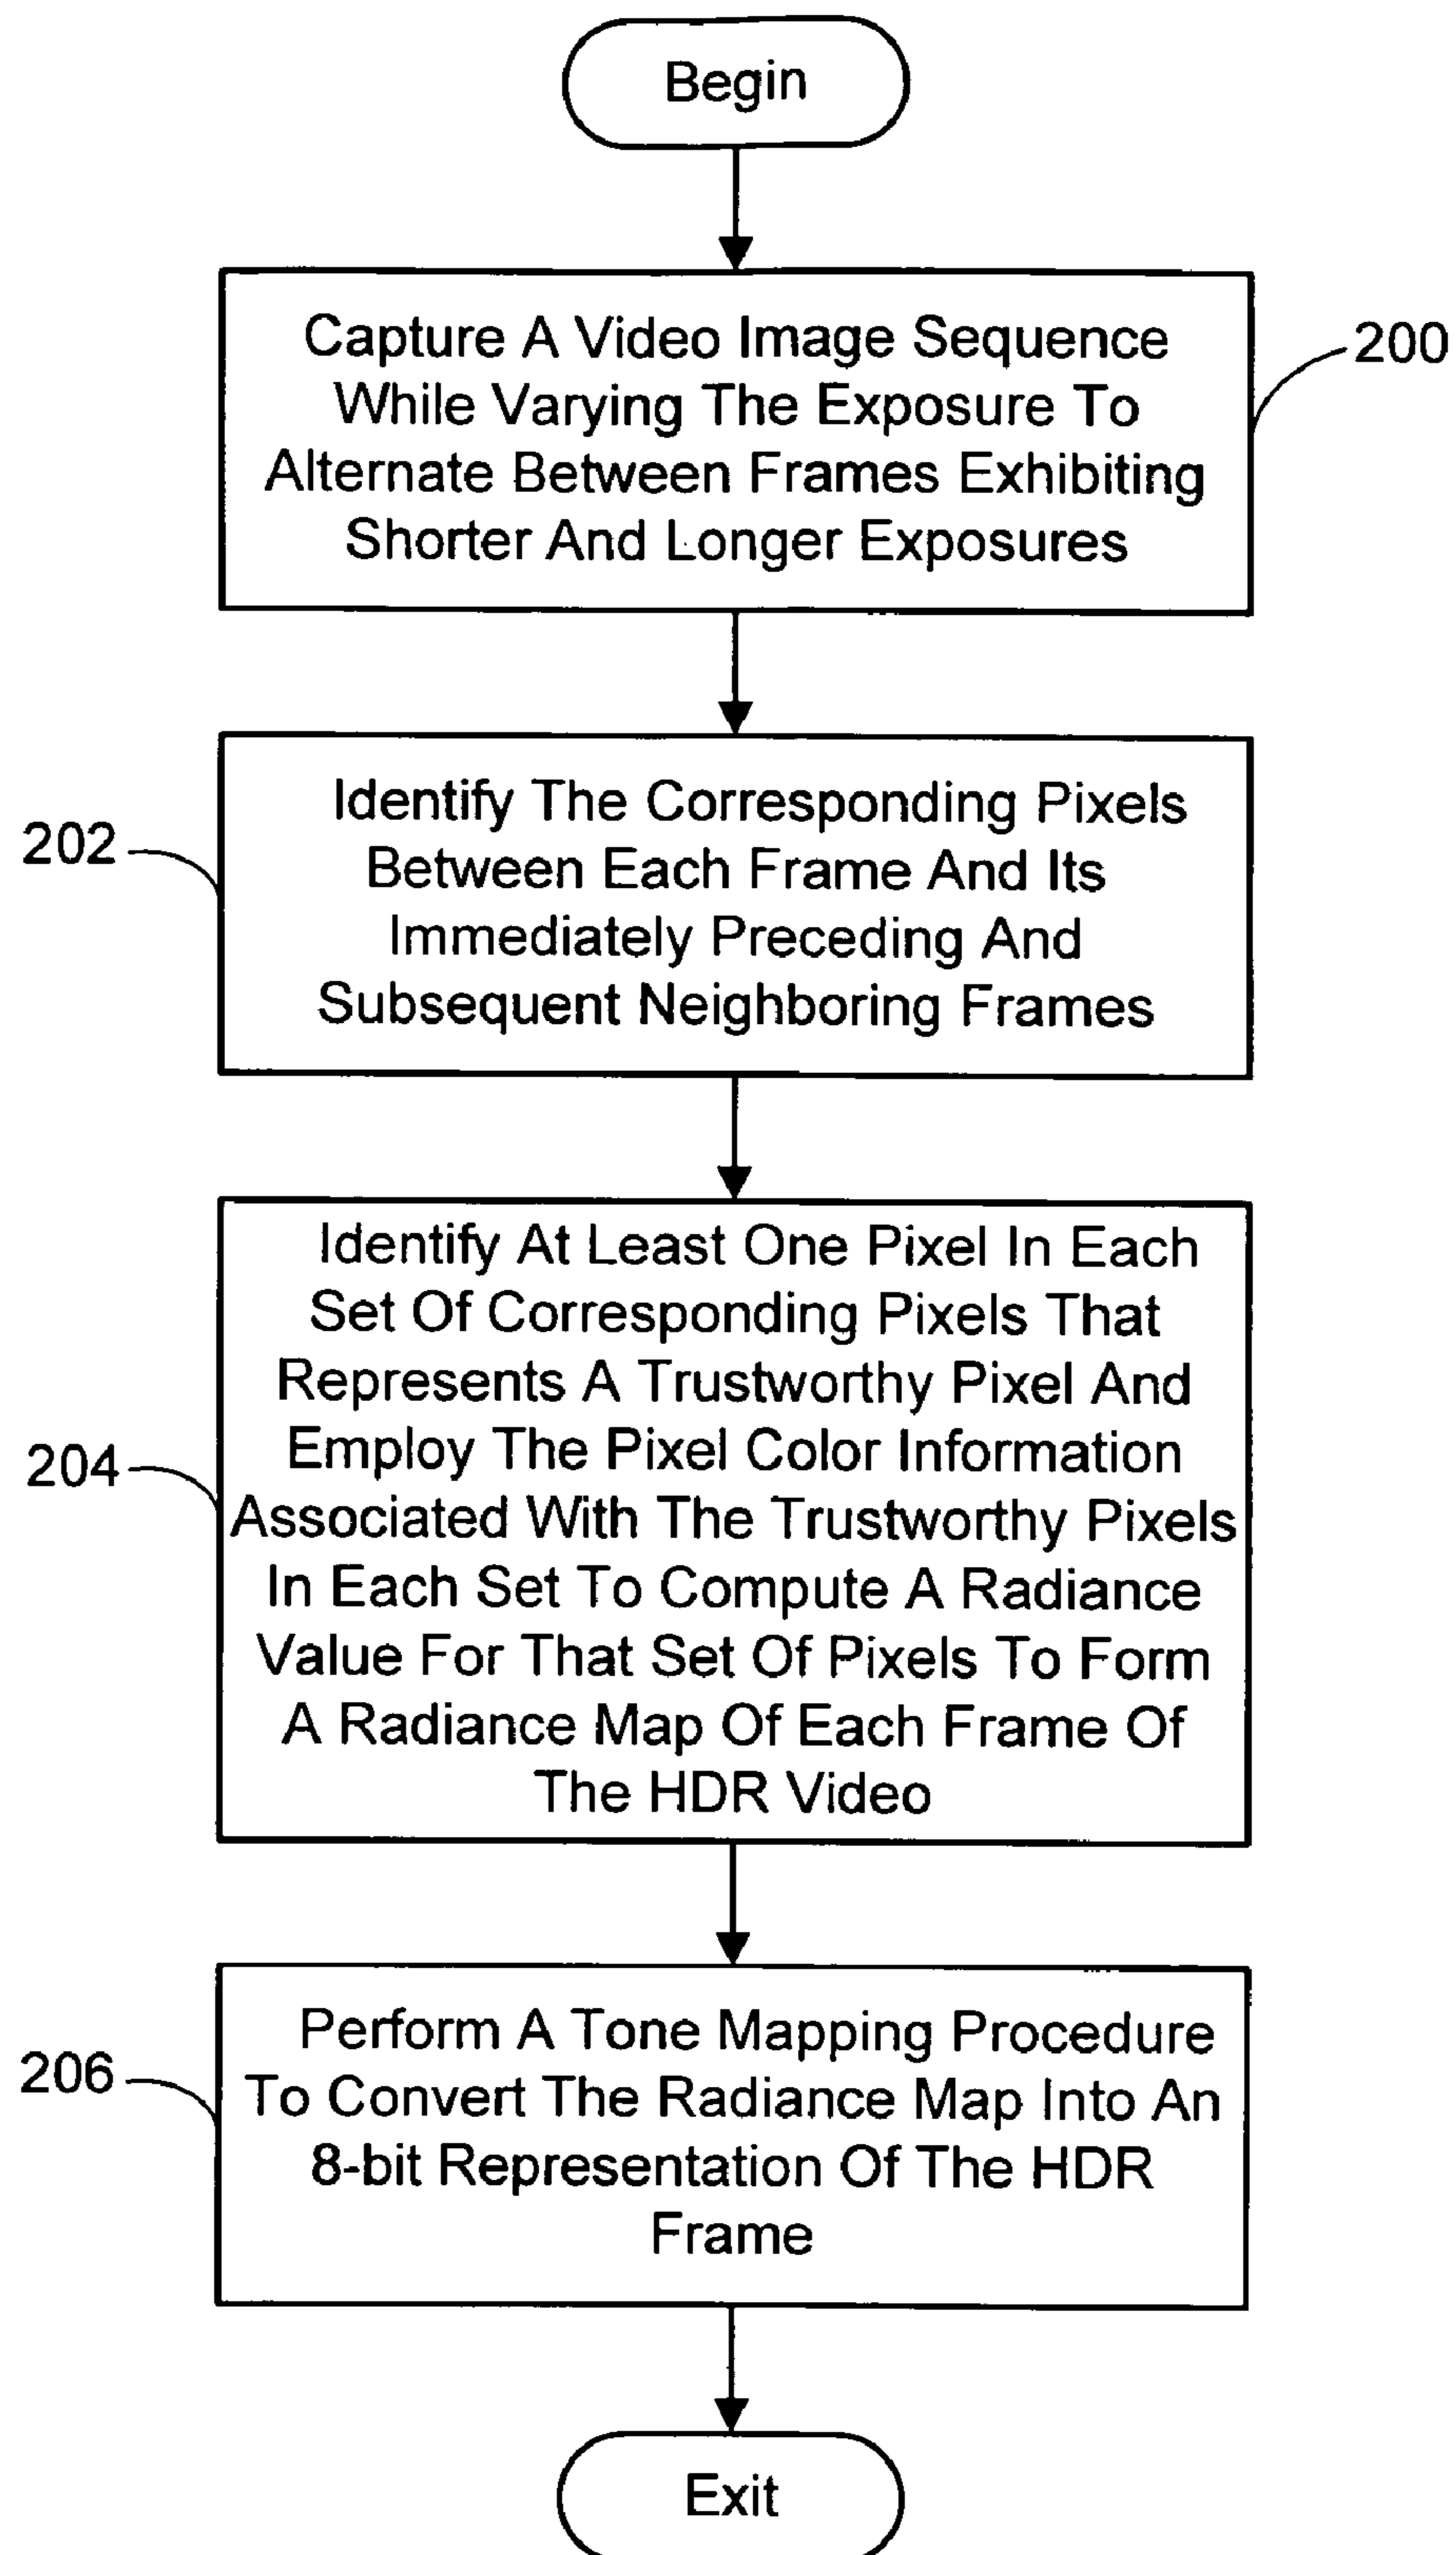 Begin
Capture A Video Image Sequence
While Varying The Exposure To
Alternate Between Frames Exhibiting
Shorter And Longer Exposures
200
Identify The Corresponding Pixels
Between Each Frame And Its
Immediately Preceding And
Subsequent Neighboring Frames
202
Identify At Least One Pixel In Each
Set Of Corresponding Pixels That
Represents A Trustworthy Pixel And
Employ The Pixel Color Information
Associated With The Trustworthy Pixels
In Each Set To Compute A Radiance
Value For That Set Of Pixels To Form
A Radiance Map Of Each Frame Of
The HDR Video
204
Perform A Tone Mapping Procedure
To Convert The Radiance Map Into An
8-bit Representation Of The HDR
Frame
206
Exit